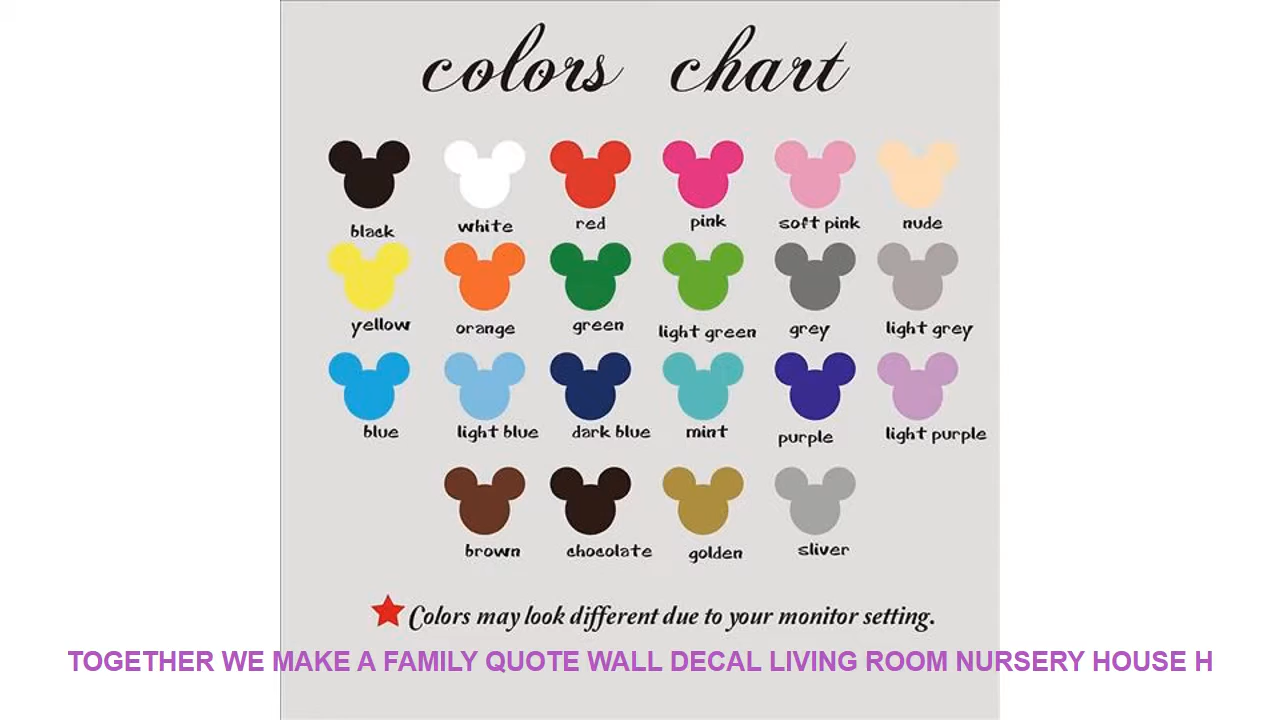 colors chart
black white red pink soft pink nude
yellow orange green light green grey light grey
blue light blue dark blue mint purple light purple
brown chocolate golden sliver
Colors may look different due to your monitor setting.
TOGETHER WE MAKE A FAMILY QUOTE WALL DECAL LIVING ROOM NURSERY HOUSE H